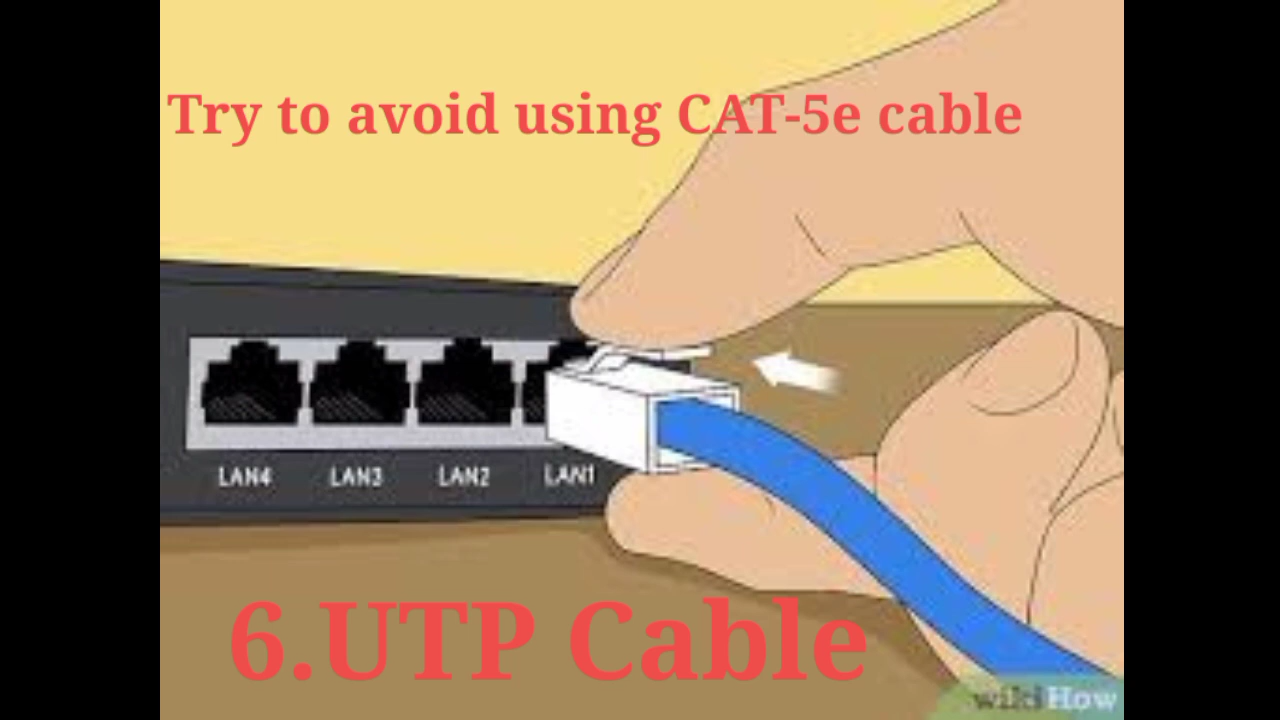 Try to avoid using CAT-5e cable
LAN4 LAN3 LAN2 LAN1
6.UTP Cable
wikiHow